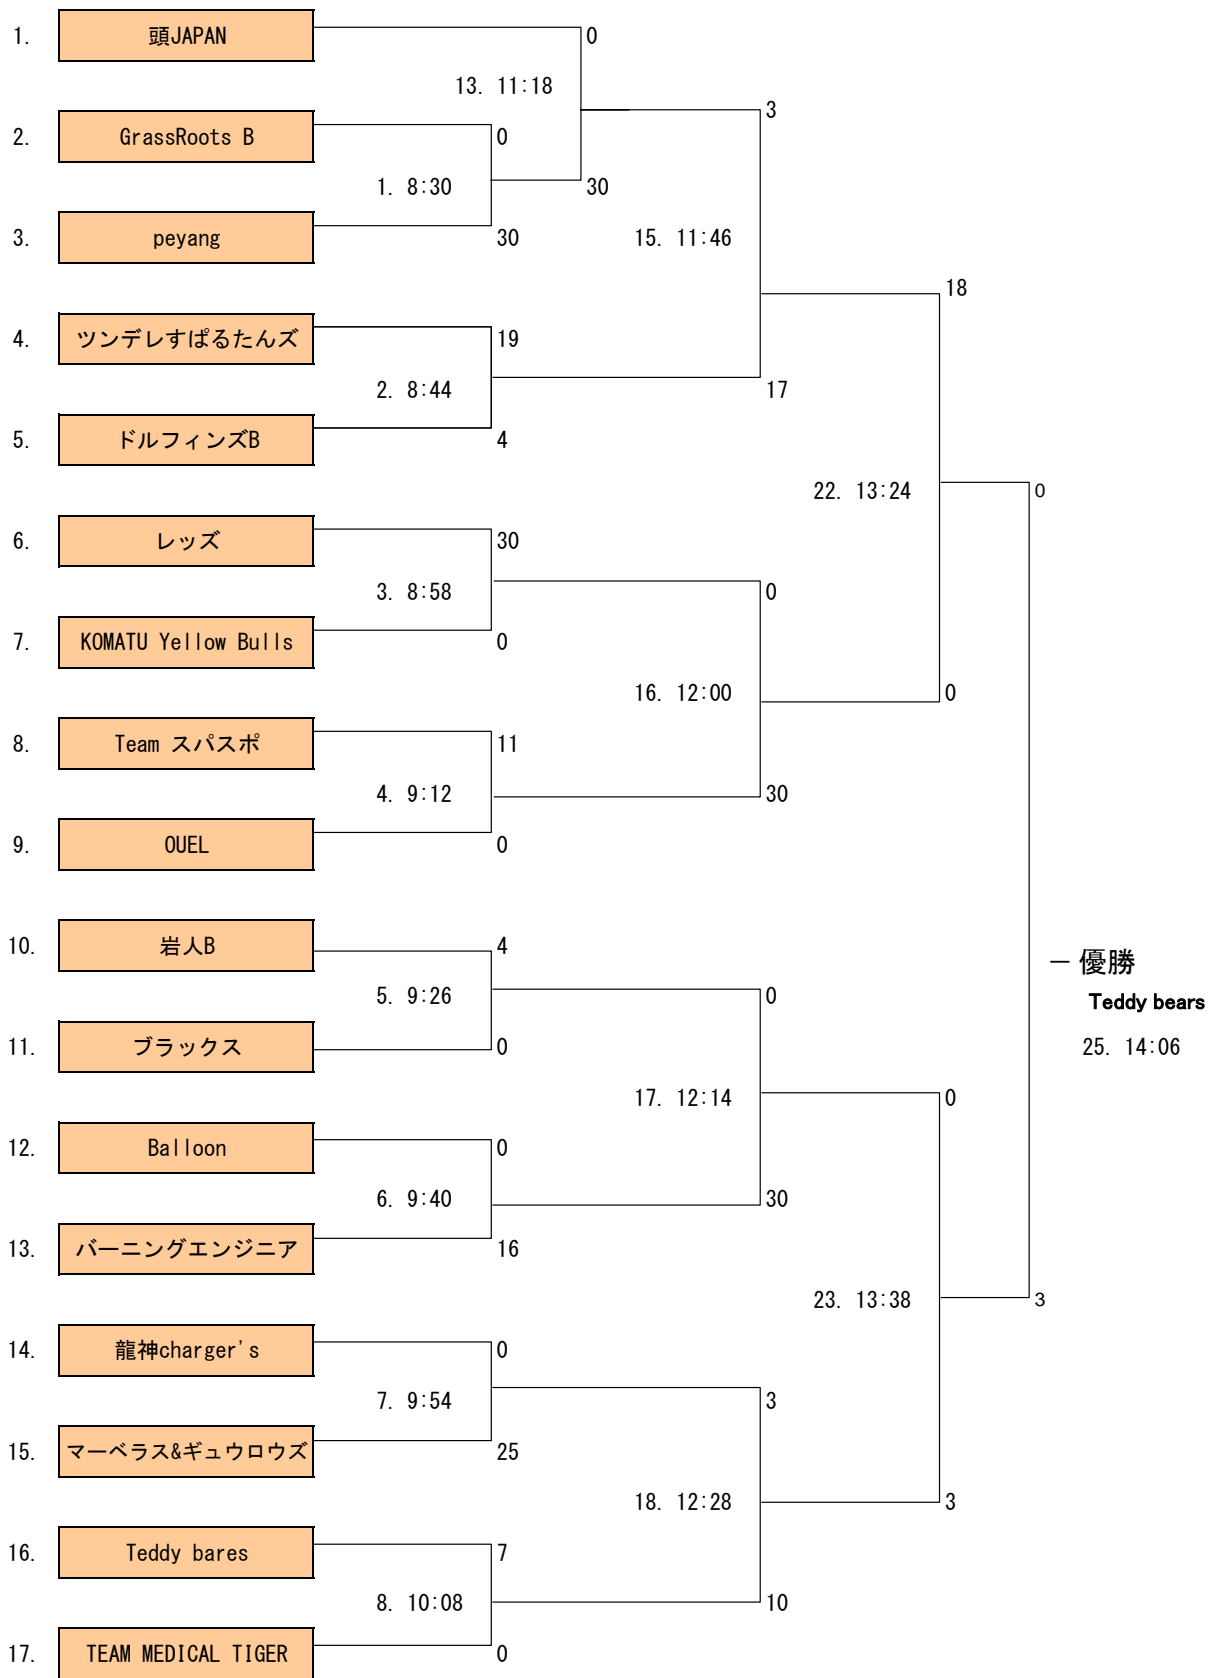 1. 頭JAPAN 0
13. 11:18
3
2. GrassRoots B 0
1. 8:30 30
3. peyang 30 15. 11:46
18
4. ツンデレすぱるたんズ 19
2. 8:44 17
5. ドルフィンズB 4
22. 13:24 0
6. レッズ 30
3. 8:58 0
7. KOMATU Yellow Bulls 0
16. 12:00 0
8. Team スパスポ 11
4. 9:12 30
9. OUEL 0
10. 岩人B 4
― 優勝
5. 9:26 0
Teddy bears
11. ブラックス 0 25. 14:06
17. 12:14 0
12. Balloon 0
6. 9:40 30
13. バーニングエンジニア 16
23. 13:38 3
14. 龍神charger's 0
7. 9:54 3
15. マーベラス&ギュウロウズ 25
18. 12:28 3
16. Teddy bares 7
8. 10:08 10
17. TEAM MEDICAL TIGER 0